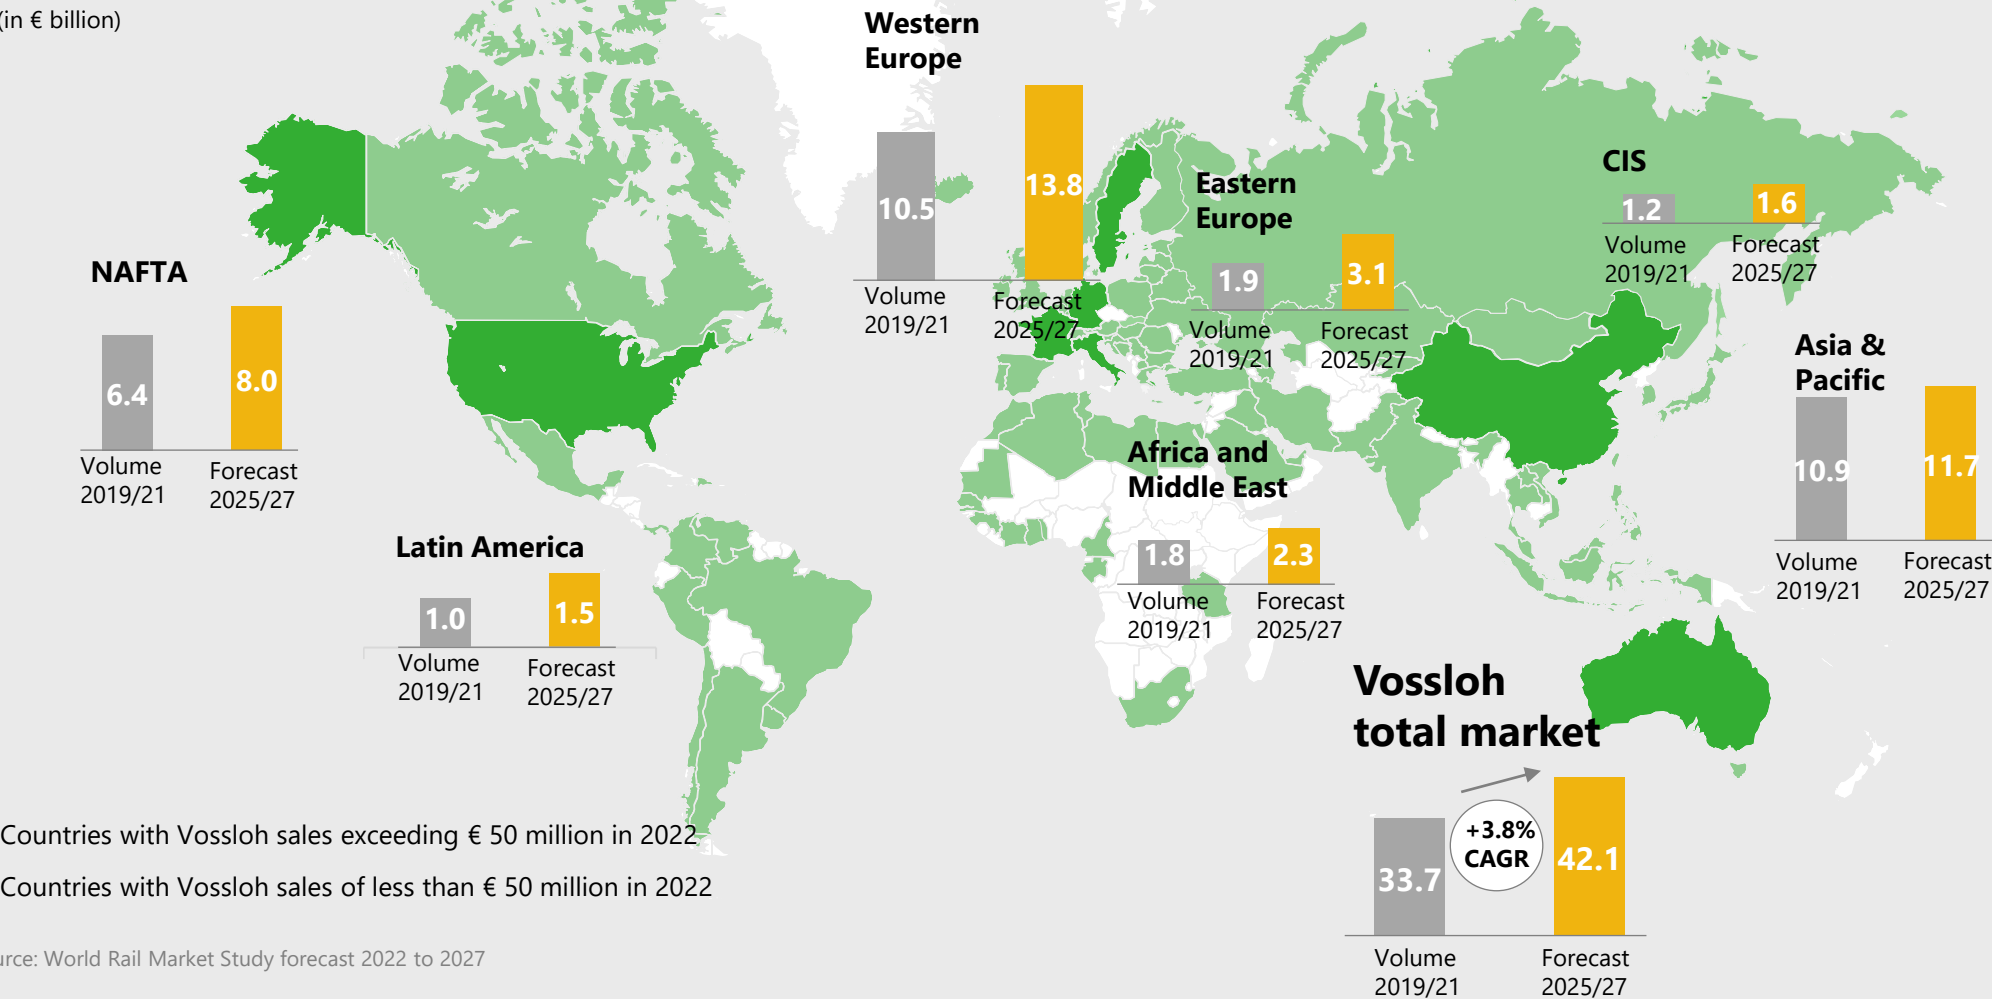 (in € billion)
Western
Europe
10.5
13.8
Volume
2019/21
Forecast
2025/27
Eastern
Europe
1.9
3.1
Volume
2019/21
Forecast
2025/27
CIS
1.2
1.6
Volume
2019/21
Forecast
2025/27
NAFTA
6.4
8.0
Volume
2019/21
Forecast
2025/27
Asia &
Pacific
10.9
11.7
Volume
2019/21
Forecast
2025/27
Africa and
Middle East
1.8
2.3
Volume
2019/21
Forecast
2025/27
Latin America
1.0
1.5
Volume
2019/21
Forecast
2025/27
Vossloh
total market
+3.8%
CAGR
33.7
42.1
Volume
2019/21
Forecast
2025/27
Countries with Vossloh sales exceeding € 50 million in 2022
Countries with Vossloh sales of less than € 50 million in 2022
urce: World Rail Market Study forecast 2022 to 2027